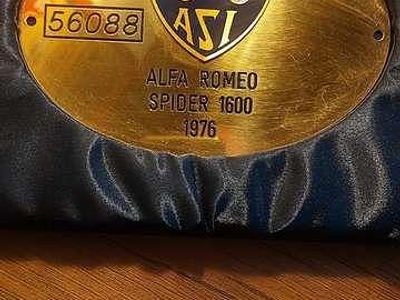 56088
ASI
ALFA ROMEO
SPIDER 1600
1976